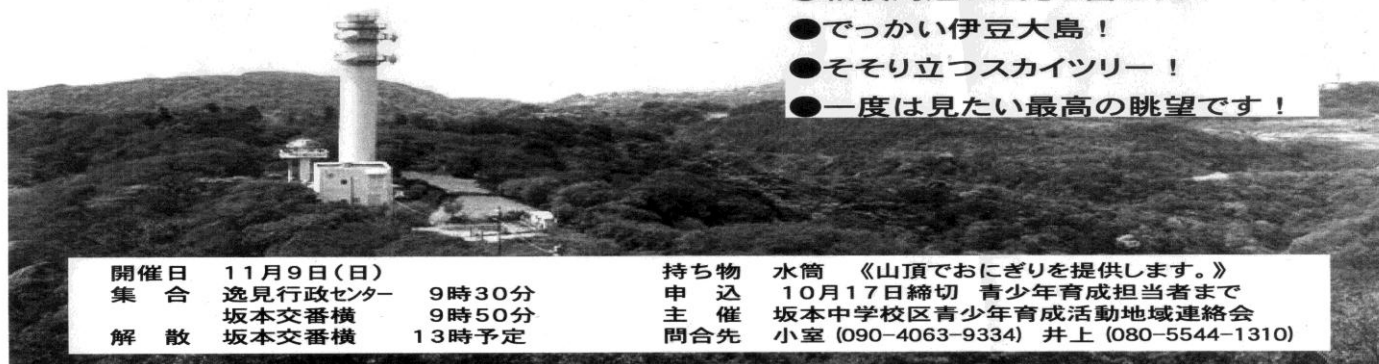 ●でっかい伊豆大島！
●そそり立つスカイツリー！
●一度は見たい最高の眺望です！
開催日　11月9日(日)
集　合　逸見行政センター　9時30分
坂本交番横　9時50分
解　散　坂本交番横　13時予定
持ち物　水筒　《山頂でおにぎりを提供します。》
申　込　10月17日締切　青少年育成担当者まで
主　催　坂本中学校区青少年育成活動地域連絡会
問合先　小室 (090-4063-9334)　井上 (080-5544-1310)